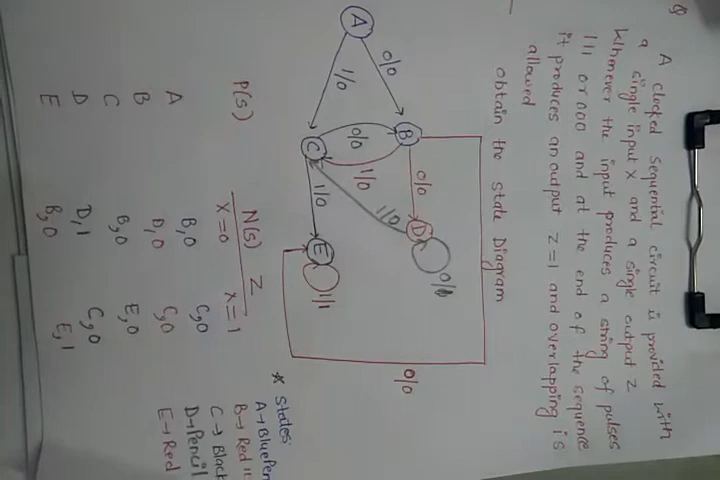 Q
A clocked sequential circuit is provided with
a single input X and a single output Z
Whenever the input produces a string of pulses
111 or 000 and at the end of the sequence
it produces an output Z=1 and overlapping is
allowed
obtain the state Diagram
A
0/0
1/0
B
0/0
C
0/0
1/0
D
0/1
1/0
1/0
E
1/1
0/0
P(s)
N(s) Z
X=0 X=1
A B,0 C,0
B D,0 C,0
C B,0 E,0
D D,1 C,0
E B,0 E,1
* states:
A→Bluepen
B→ Red
C→ Black
D→Pencil
E→Red